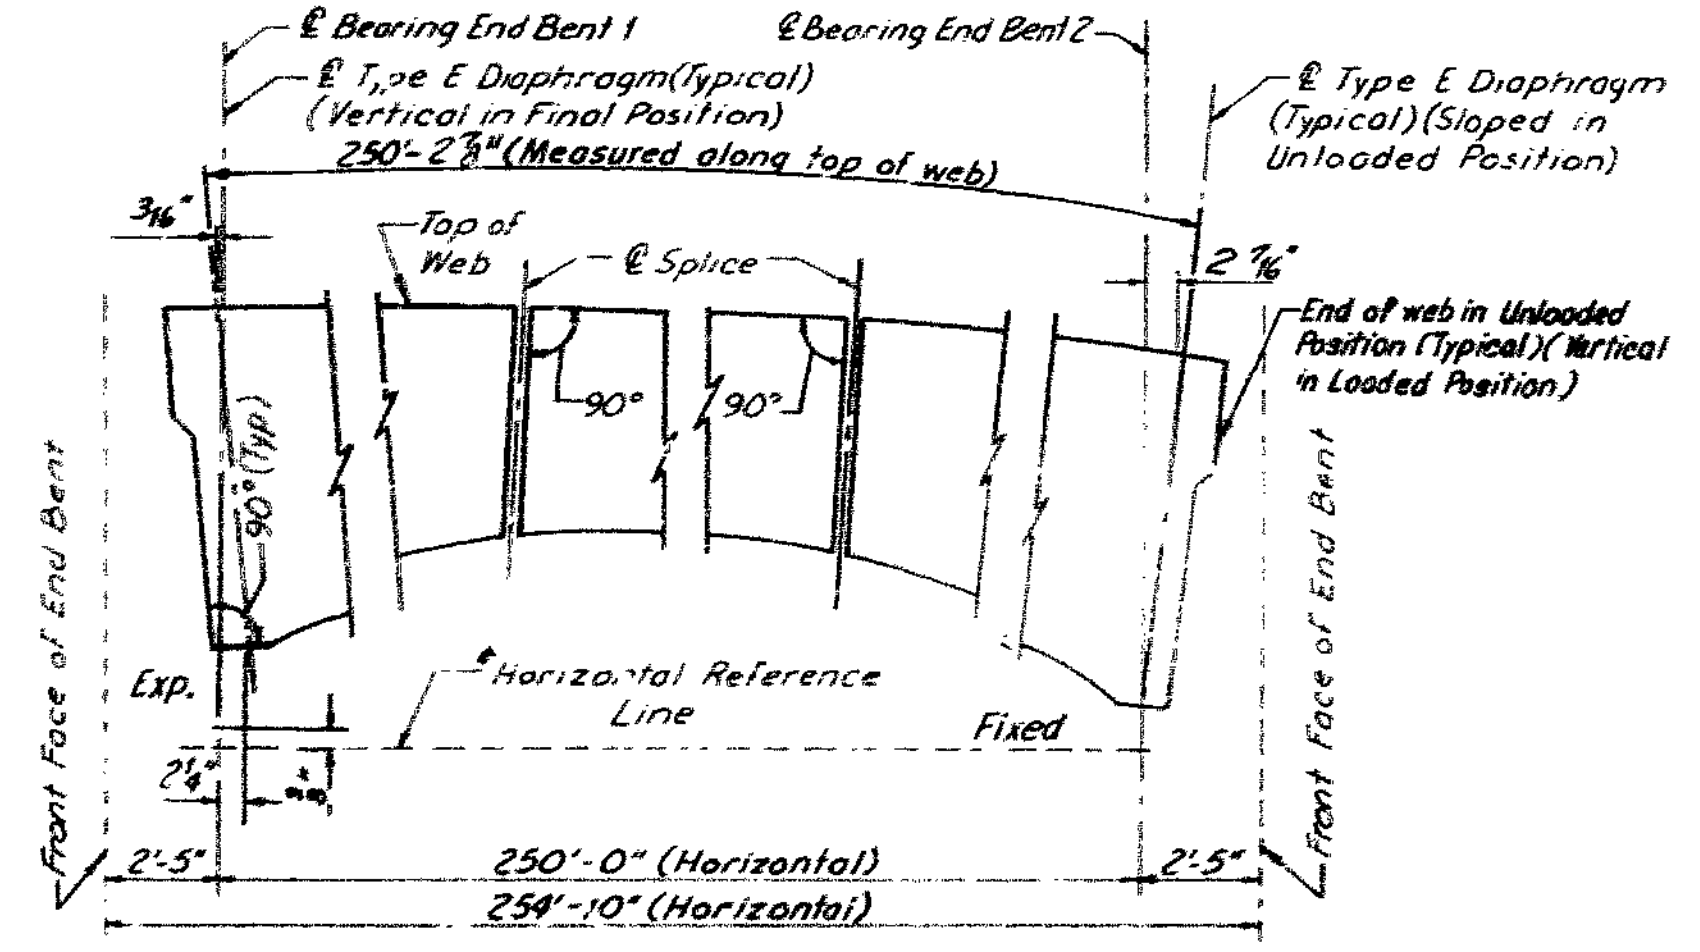 ℄ Bearing End Bent 1
℄ Bearing End Bent 2
℄ Type E Diaphragm (Typical)
(Vertical in Final Position)
℄ Type E Diaphragm
(Typical) (Sloped in
Unloaded Position)
250'-2 7/8" (Measured along top of web)
3/16"
Top of
Web
℄ Splice
2 7/16"
End of web in Unloaded
Position (Typical) (Vertical
in Loaded Position)
90°
90°
90° (Typ.)
Front Face of End Bent
Front Face of End Bent
Exp.
* Horizontal Reference
Line
Fixed
2 1/4"
2'-5"
250'-0" (Horizontal)
2'-5"
254'-10" (Horizontal)